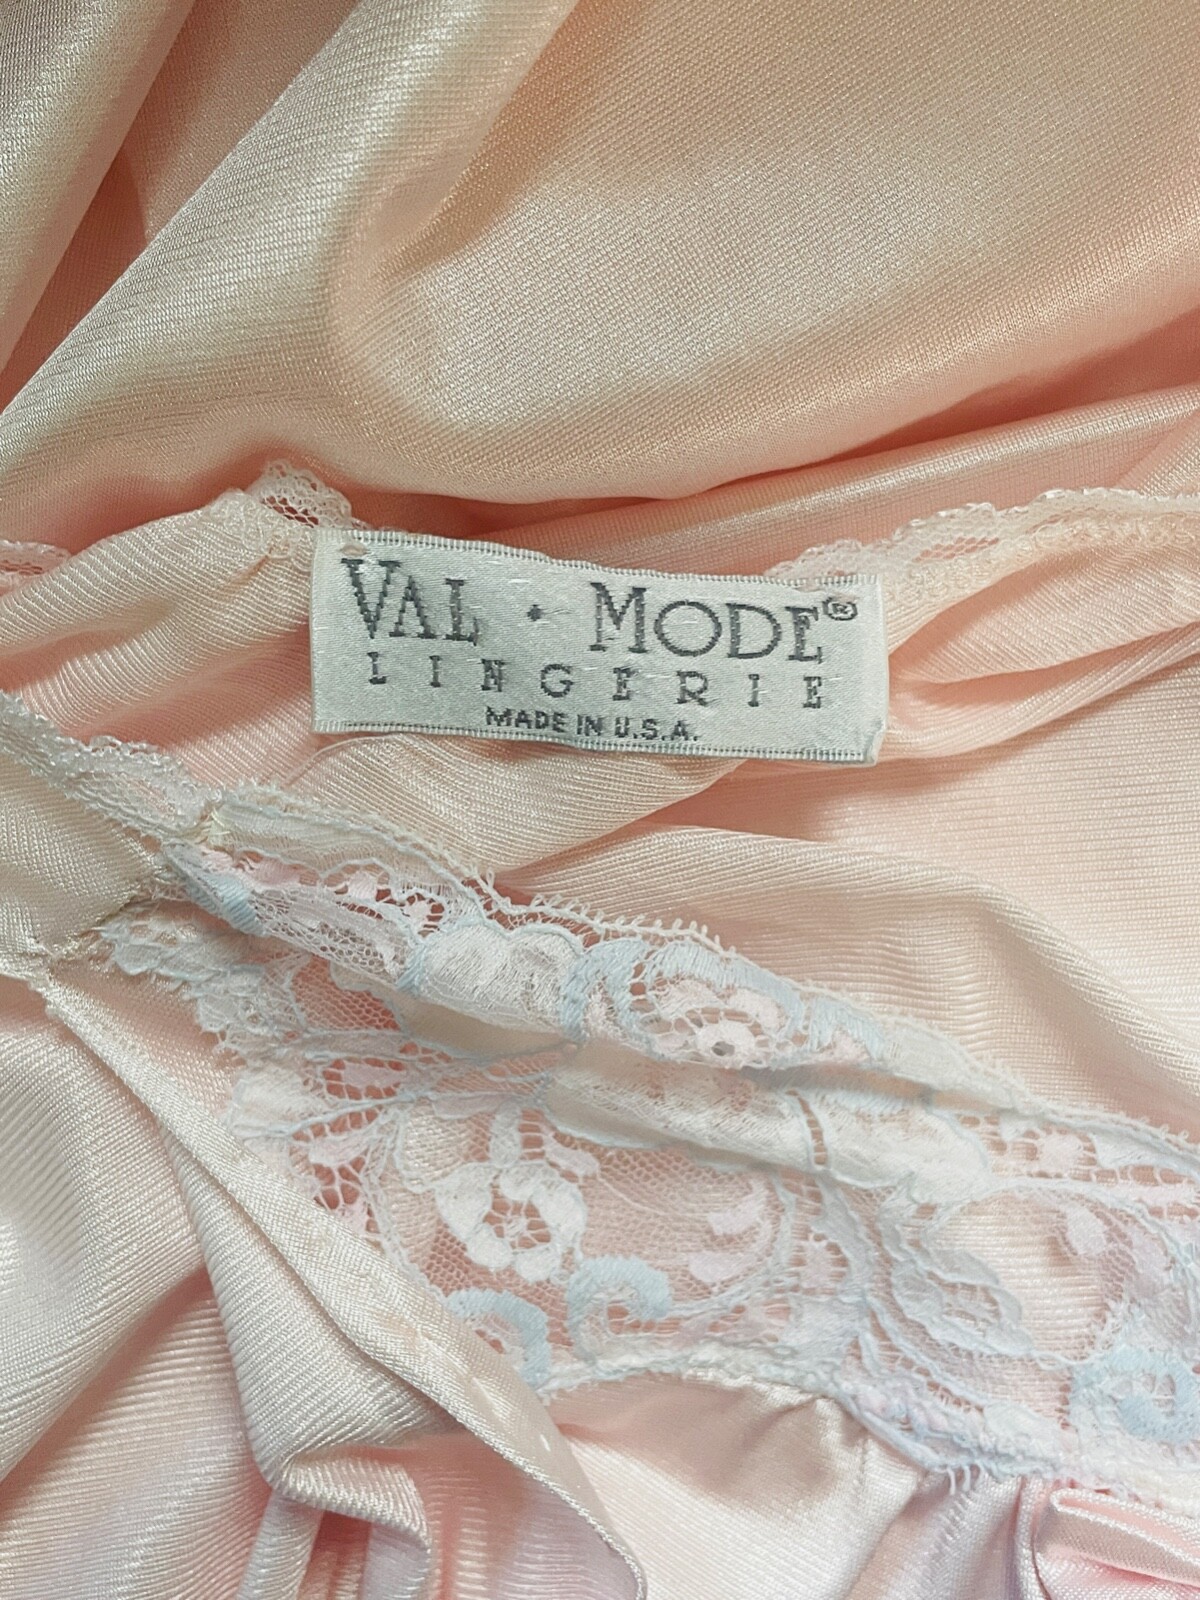 VAL · MODE®
LINGERIE
MADE IN U.S.A.